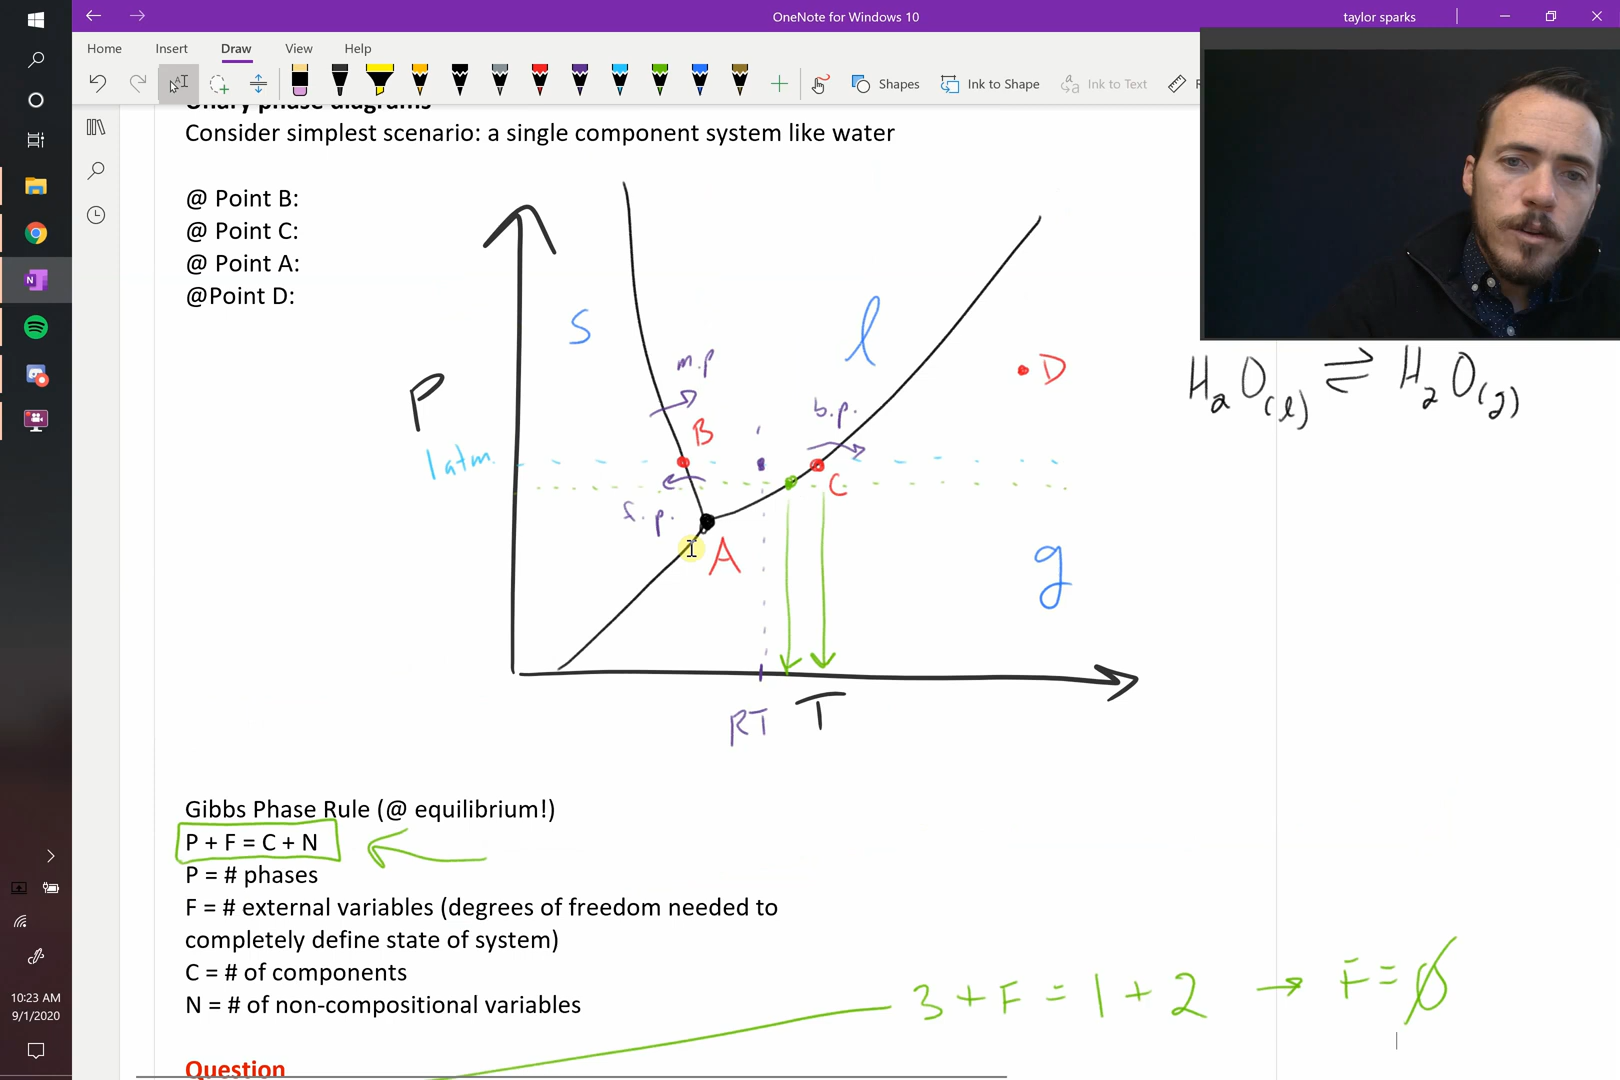 OneNote for Windows 10
taylor sparks
Home Insert Draw View Help
Shapes
Ink to Shape
Ink to Text
Unary phase diagrams
Consider simplest scenario: a single component system like water
@ Point B:
@ Point C:
@ Point A:
@Point D:
s
l
m.p
D
H₂O(l) ⇌ H₂O(g)
P
b.p.
B
1 atm.
C
f.p.
A
g
RT
T
Gibbs Phase Rule (@ equilibrium!)
P + F = C + N
P = # phases
F = # external variables (degrees of freedom needed to
completely define state of system)
C = # of components
N = # of non-compositional variables
3 + F = 1 + 2 → F = 0
Question
10:23 AM
9/1/2020